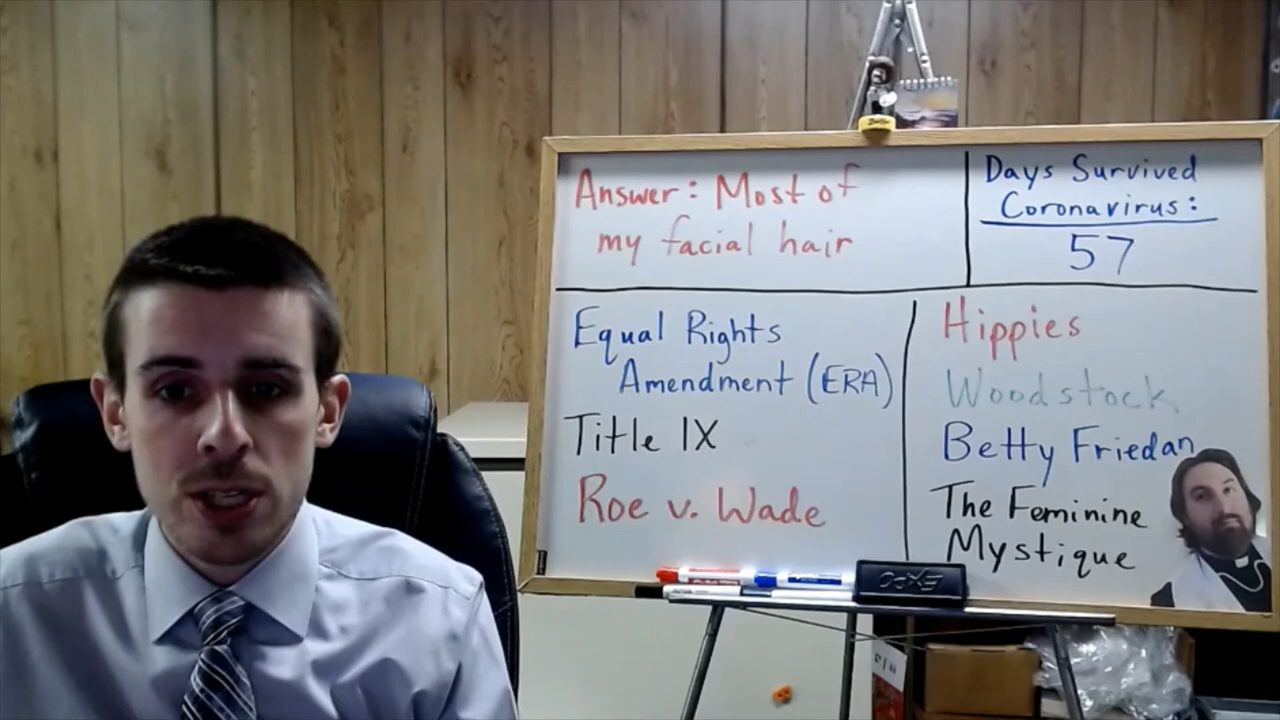 Answer: Most of
my facial hair
Days Survived
Coronavirus:
57
Equal Rights
Amendment (ERA)
Title IX
Roe v. Wade
Hippies
Woodstock
Betty Friedan
The Feminine
Mystique
EXPO